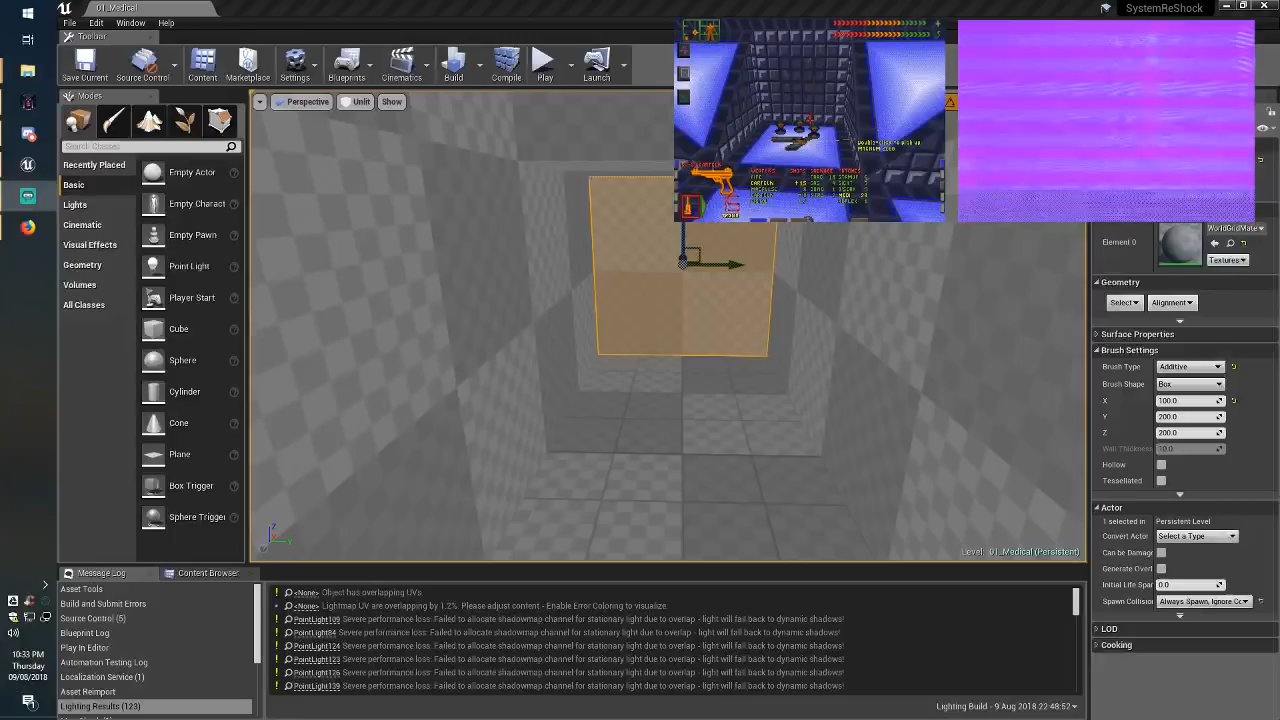 01_Medical
SystemReShock
File Edit Window Help
Toolbar
Save Current
Source Control
Content
Marketplace
Settings
Blueprints
Cinematics
Build
Compile
Play
Launch
Modes
Search Classes
Recently Placed
Basic
Lights
Cinematic
Visual Effects
Geometry
Volumes
All Classes
Empty Actor
Empty Charact
Empty Pawn
Point Light
Player Start
Cube
Sphere
Cylinder
Cone
Plane
Box Trigger
Sphere Trigger
Perspective
Unlit
Show
Level: 01_Medical (Persistent)
Element 0
WorldGridMate
Textures
Geometry
Select
Alignment
Surface Properties
Brush Settings
Brush Type Additive
Brush Shape Box
X 100.0
Y 200.0
Z 200.0
Wall Thickness 10.0
Hollow
Tessellated
Actor
1 selected in Persistent Level
Convert Actor Select a Type
Can be Damag
Generate Overl
Initial Life Spa 0.0
Spawn Collisio Always Spawn, Ignore Cc
LOD
Cooking
Message Log
Content Browser
Asset Tools
Build and Submit Errors
Source Control (5)
Blueprint Log
Play In Editor
Automation Testing Log
Localization Service (1)
Asset Reimport
Lighting Results (123)
<None> Object has overlapping UVs
<None> Lightmap UV are overlapping by 1.2%. Please adjust content - Enable Error Coloring to visualize.
PointLight109 Severe performance loss: Failed to allocate shadowmap channel for stationary light due to overlap - light will fall back to dynamic shadows!
PointLight84 Severe performance loss: Failed to allocate shadowmap channel for stationary light due to overlap - light will fall back to dynamic shadows!
PointLight124 Severe performance loss: Failed to allocate shadowmap channel for stationary light due to overlap - light will fall back to dynamic shadows!
PointLight123 Severe performance loss: Failed to allocate shadowmap channel for stationary light due to overlap - light will fall back to dynamic shadows!
PointLight126 Severe performance loss: Failed to allocate shadowmap channel for stationary light due to overlap - light will fall back to dynamic shadows!
PointLight139 Severe performance loss: Failed to allocate shadowmap channel for stationary light due to overlap - light will fall back to dynamic shadows!
Lighting Build - 9 Aug 2018 22:48:52
10:33 PM
Thursday
09/08/2018